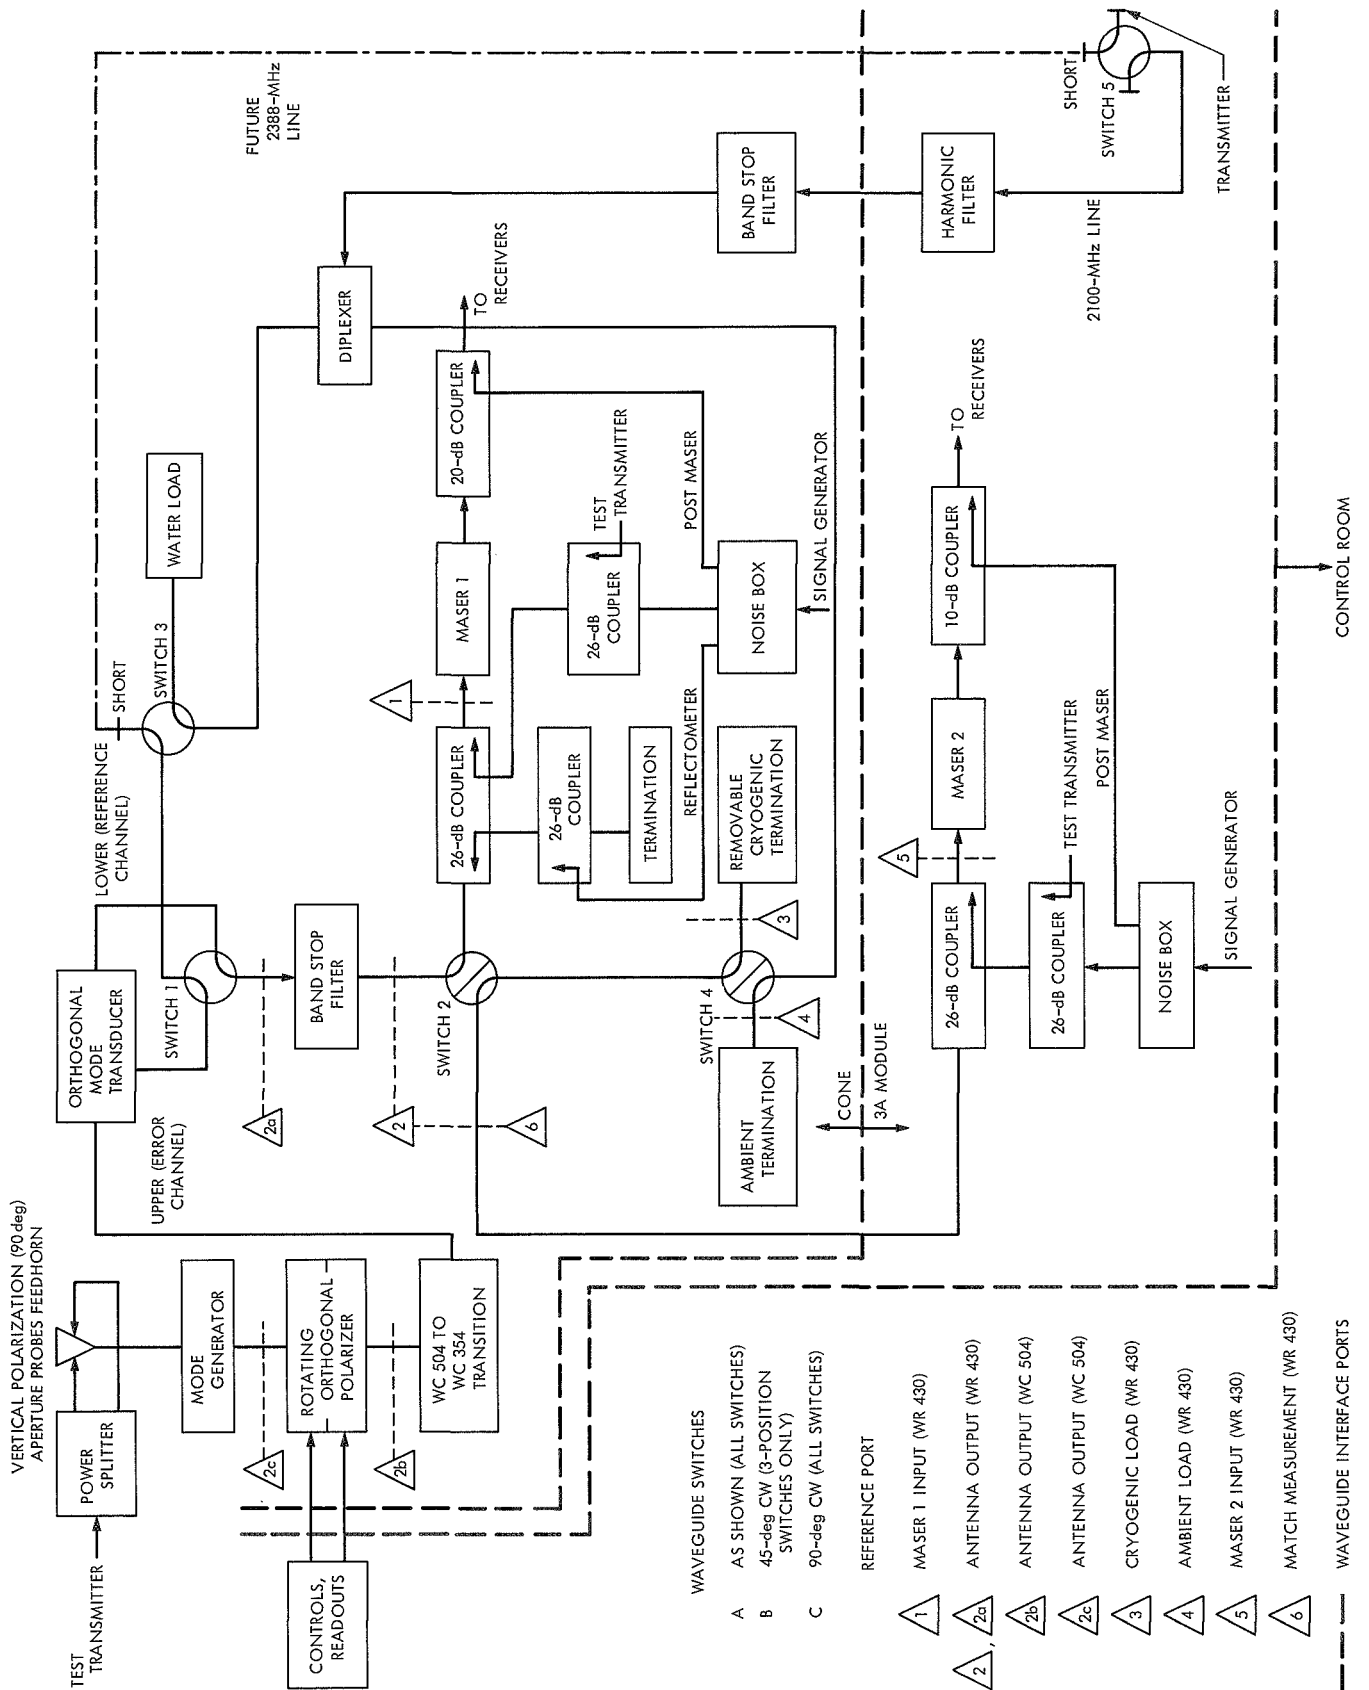 VERTICAL POLARIZATION (90 deg)
APERTURE PROBES FEEDHORN
TEST
TRANSMITTER
POWER
SPLITTER
MODE
GENERATOR
2c
CONTROLS,
READOUTS
ROTATING
ORTHOGONAL
POLARIZER
2b
WC 504 TO
WC 354
TRANSITION
UPPER (ERROR
CHANNEL)
ORTHOGONAL
MODE
TRANSDUCER
LOWER (REFERENCE
CHANNEL)
SWITCH 1
2a
BAND STOP
FILTER
2
6
SWITCH 2
SHORT
SWITCH 3
WATER LOAD
FUTURE
2388-MHz
LINE
DIPLEXER
26-dB COUPLER
1
MASER 1
20-dB COUPLER
TO
RECEIVERS
26-dB
COUPLER
TERMINATION
26-dB
COUPLER
TEST
TRANSMITTER
REFLECTOMETER
POST MASER
NOISE BOX
SIGNAL GENERATOR
REMOVABLE
CRYOGENIC
TERMINATION
3
SWITCH 4
4
AMBIENT
TERMINATION
BAND STOP
FILTER
CONE
3A MODULE
HARMONIC
FILTER
2100-MHz LINE
SHORT
SWITCH 5
TRANSMITTER
26-dB COUPLER
5
MASER 2
10-dB COUPLER
TO
RECEIVERS
26-dB COUPLER
TEST TRANSMITTER
POST MASER
NOISE BOX
SIGNAL GENERATOR
CONTROL ROOM
WAVEGUIDE SWITCHES
A AS SHOWN (ALL SWITCHES)
B 45-deg CW (3-POSITION
SWITCHES ONLY)
C 90-deg CW (ALL SWITCHES)
REFERENCE PORT
1 MASER 1 INPUT (WR 430)
2, 2a ANTENNA OUTPUT (WR 430)
2b ANTENNA OUTPUT (WC 504)
2c ANTENNA OUTPUT (WC 504)
3 CRYOGENIC LOAD (WR 430)
4 AMBIENT LOAD (WR 430)
5 MASER 2 INPUT (WR 430)
6 MATCH MEASUREMENT (WR 430)
WAVEGUIDE INTERFACE PORTS